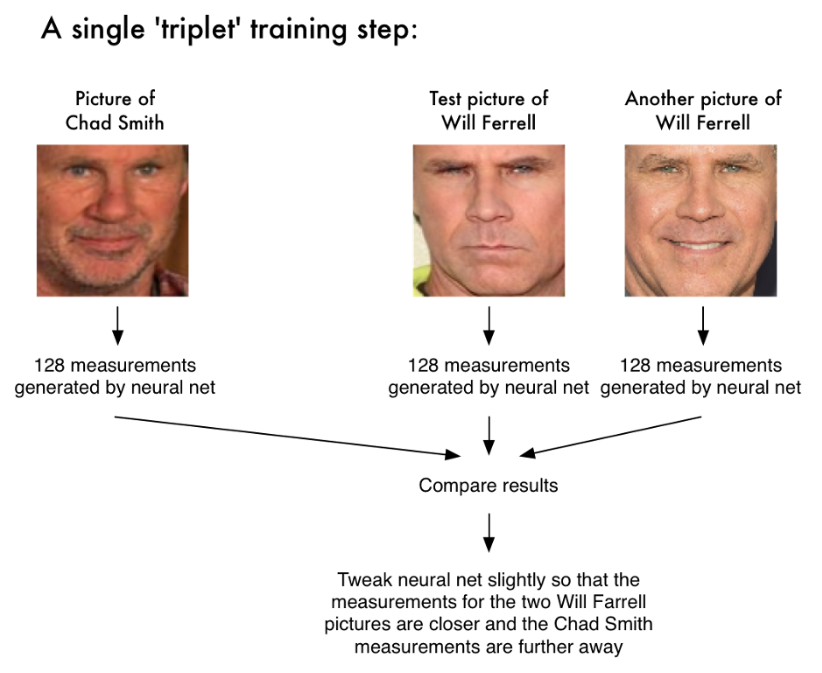 A single 'triplet' training step:
Picture of
Chad Smith
Test picture of
Will Ferrell
Another picture of
Will Ferrell
128 measurements
generated by neural net
128 measurements
generated by neural net
128 measurements
generated by neural net
Compare results
Tweak neural net slightly so that the
measurements for the two Will Farrell
pictures are closer and the Chad Smith
measurements are further away